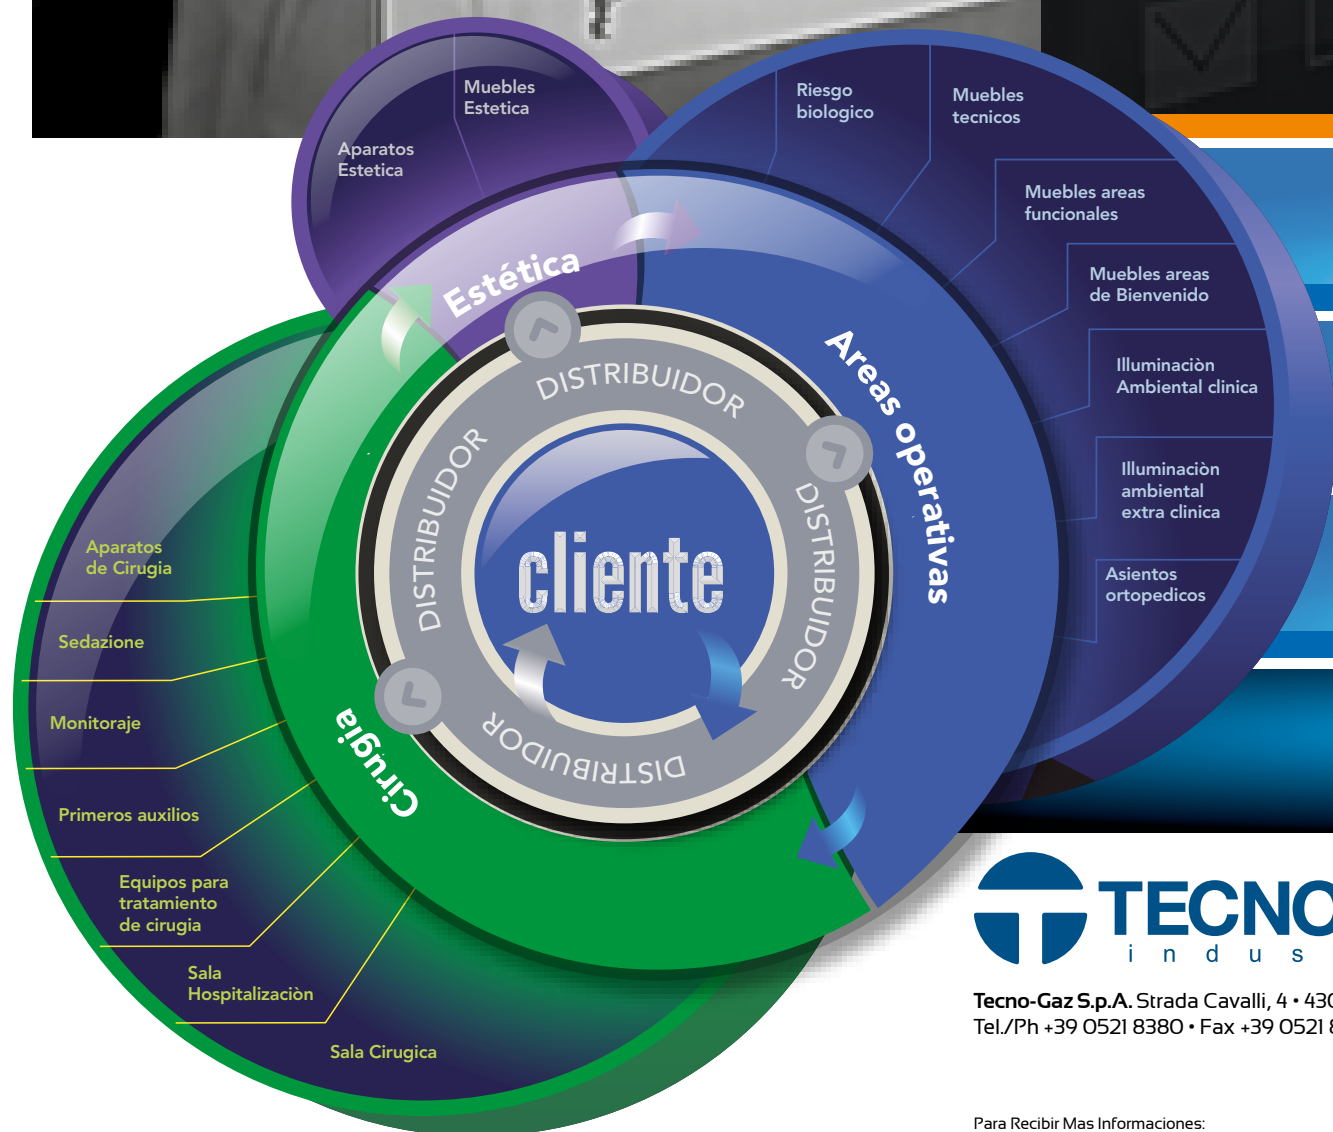 Muebles
Estetica
Aparatos
Estetica
Riesgo
biologico
Muebles
tecnicos
Muebles areas
funcionales
Muebles areas
de Bienvenido
Illuminaciòn
Ambiental clinica
Illuminaciòn
ambiental
extra clinica
Asientos
ortopedicos
Estética
Areas operativas
Cirugia
DISTRIBUIDOR
DISTRIBUIDOR
DISTRIBUIDOR
DISTRIBUIDOR
cliente
Aparatos
de Cirugia
Sedazione
Monitoraje
Primeros auxilios
Equipos para
tratamiento
de cirugia
Sala
Hospitalizaciòn
Sala Cirugica
TECNO
indus
Tecno-Gaz S.p.A. Strada Cavalli, 4 • 430
Tel./Ph +39 0521 8380 • Fax +39 0521 8
Para Recibir Mas Informaciones: